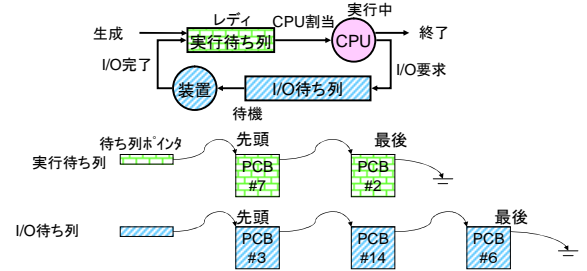 実行中
レディ
CPU割当
生成
実行待ち列
CPU
終了
I/O完了
I/O要求
装置
I/O待ち列
待機
待ち列ポインタ
先頭
最後
実行待ち列
PCB
#7
PCB
#2
I/O待ち列
先頭
最後
PCB
#3
PCB
#14
PCB
#6